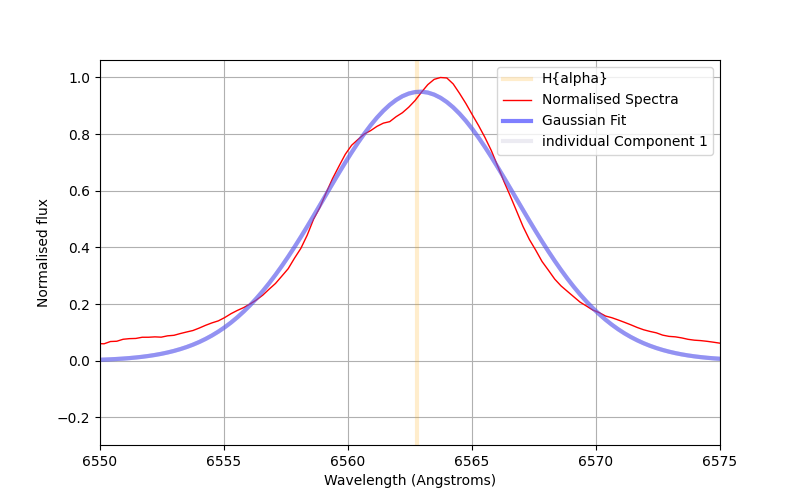 H{alpha}
Normalised Spectra
Gaussian Fit
individual Component 1
1.0
0.8
0.6
0.4
0.2
0.0
−0.2
Normalised flux
6550 6555 6560 6565 6570 6575
Wavelength (Angstroms)